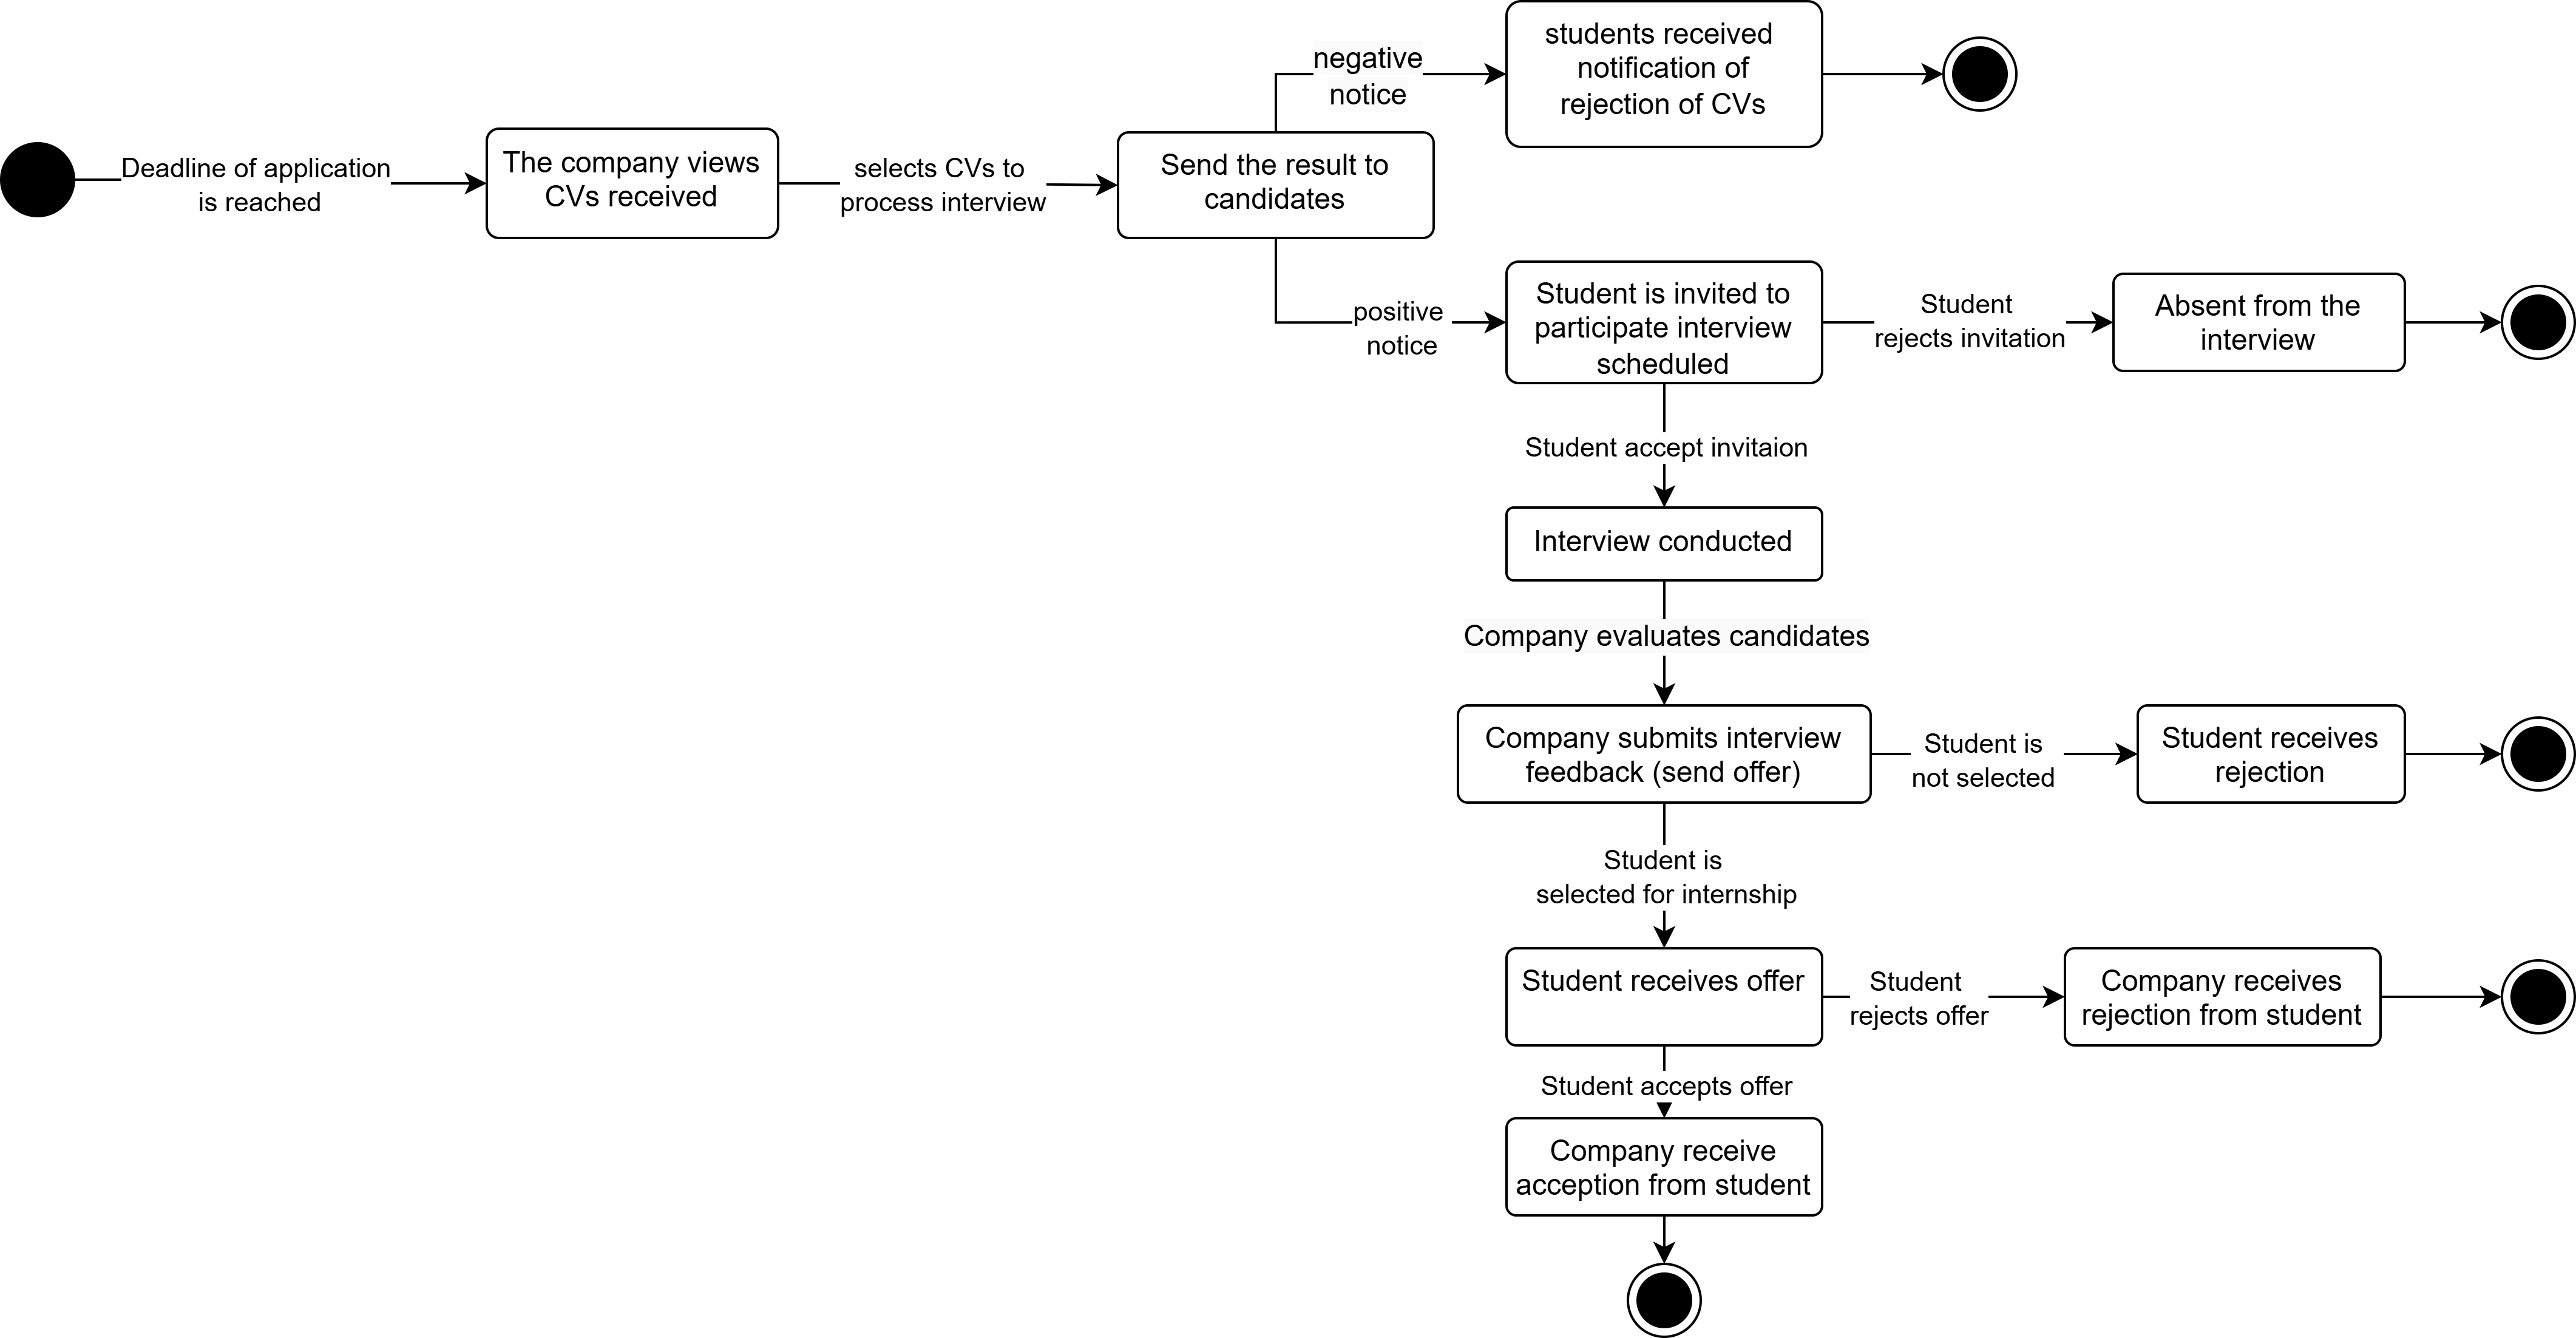 students received
notification of
rejection of CVs
negative
notice
Deadline of application
is reached
The company views
CVs received
selects CVs to
process interview
Send the result to
candidates
positive
notice
Student is invited to
participate interview
scheduled
Student
rejects invitation
Absent from the
interview
Student accept invitaion
Interview conducted
Company evaluates candidates
Company submits interview
feedback (send offer)
Student is
not selected
Student receives
rejection
Student is
selected for internship
Student receives offer
Student
rejects offer
Company receives
rejection from student
Student accepts offer
Company receive
acception from student